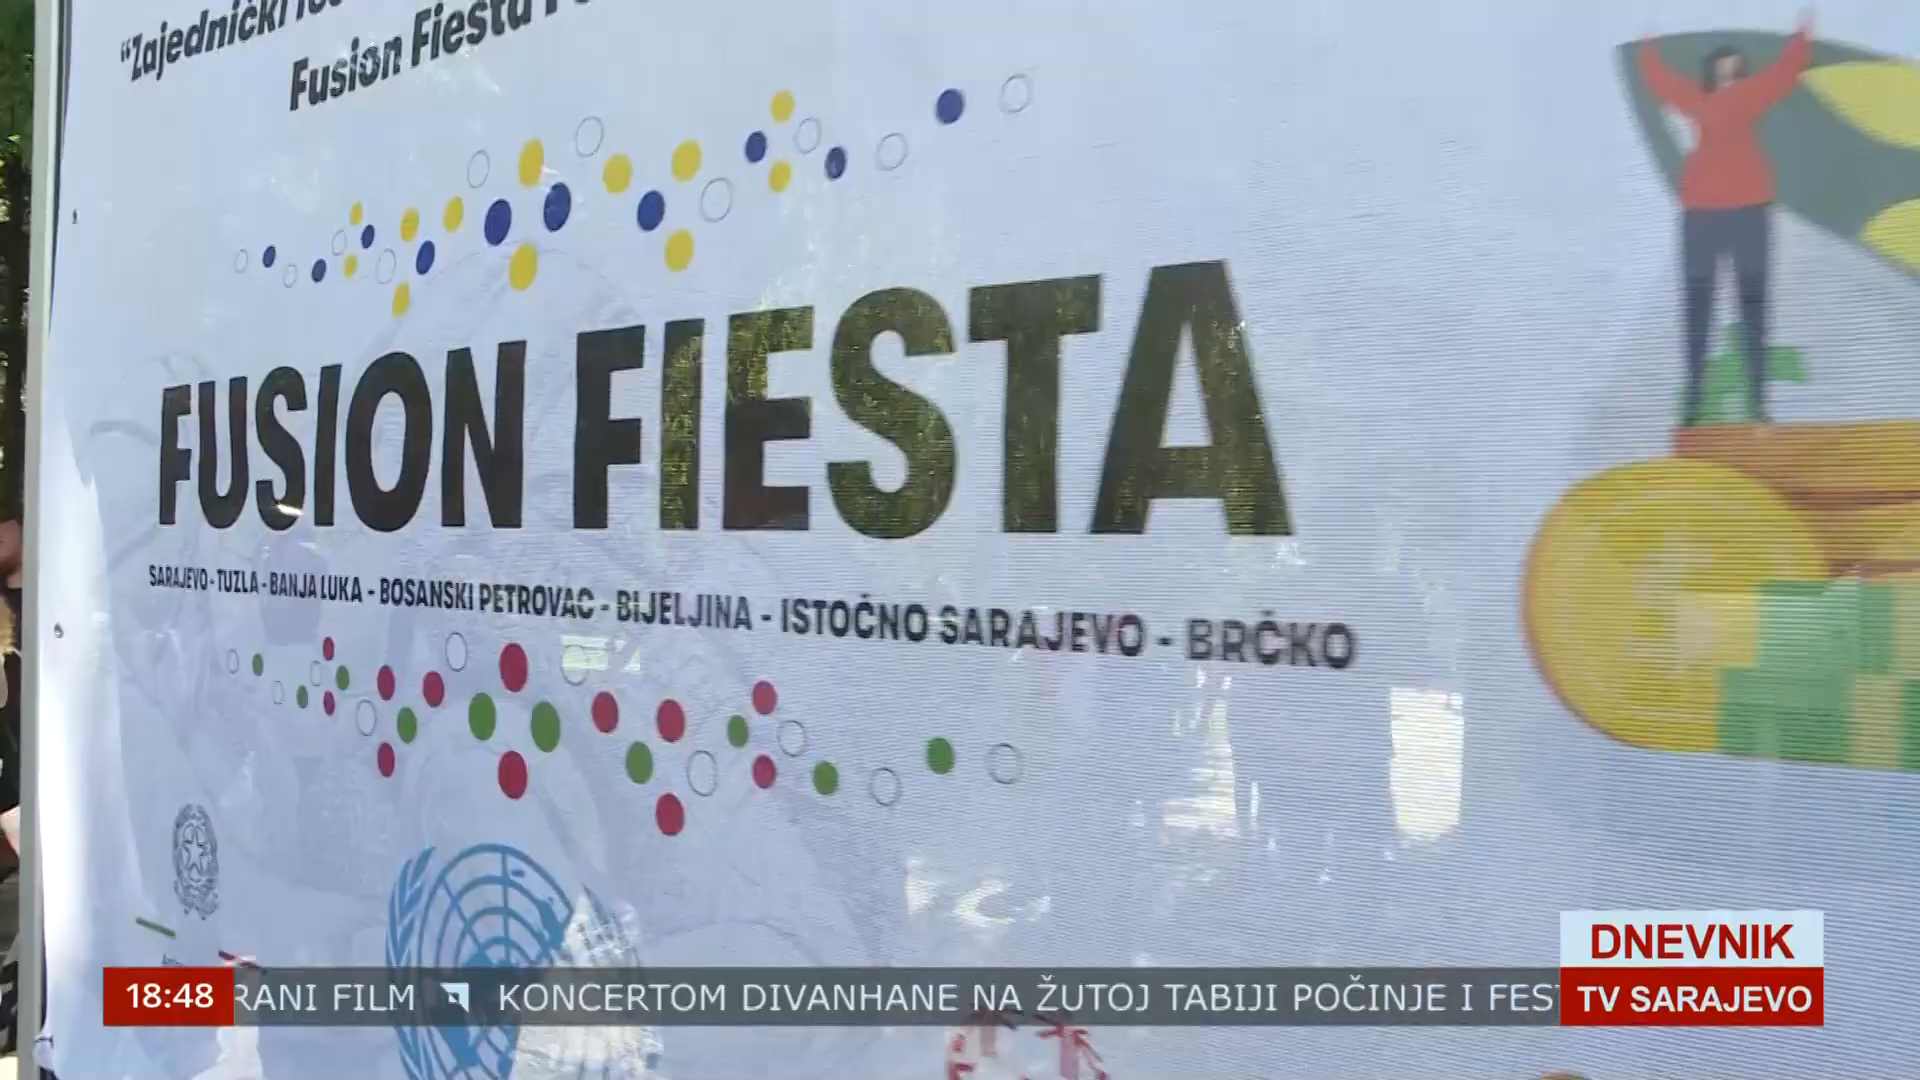 "Zajednički
Fusion Fiesta
FUSION FIESTA
SARAJEVO - TUZLA - BANJA LUKA - BOSANSKI PETROVAC - BIJELJINA - ISTOČNO SARAJEVO - BRČKO
DNEVNIK
18:48 RANI FILM KONCERTOM DIVANHANE NA ŽUTOJ TABIJI POČINJE I FEST TV SARAJEVO